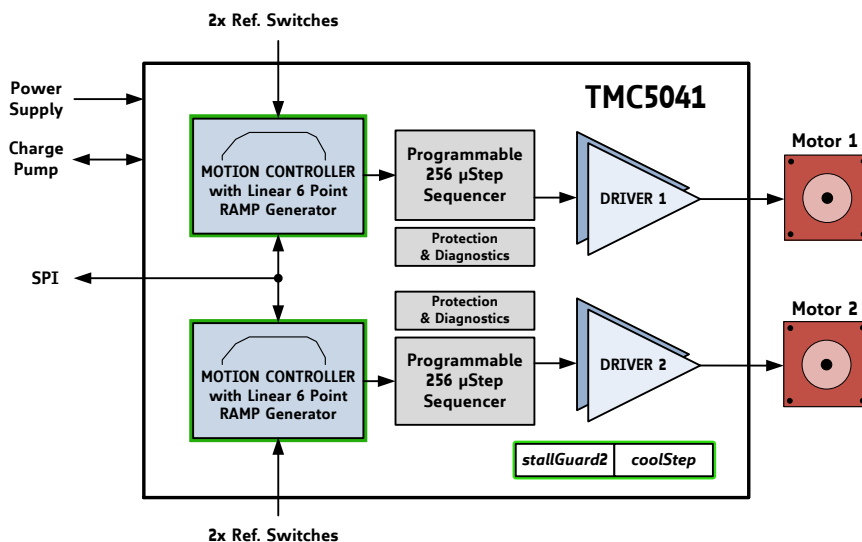 2x Ref. Switches
TMC5041
Power
Supply
Charge
Pump
MOTION CONTROLLER
with Linear 6 Point
RAMP Generator
Programmable
256 µStep
Sequencer
DRIVER 1
Motor 1
Protection
& Diagnostics
SPI
Protection
& Diagnostics
MOTION CONTROLLER
with Linear 6 Point
RAMP Generator
Programmable
256 µStep
Sequencer
DRIVER 2
Motor 2
stallGuard2 coolStep
2x Ref. Switches